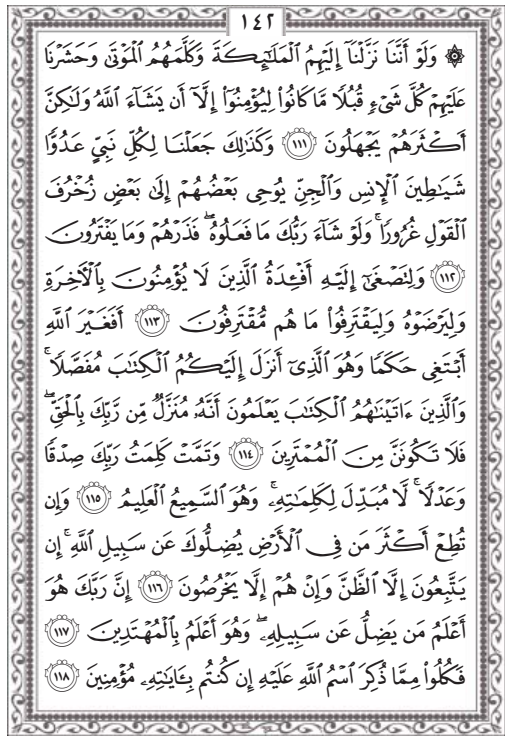 ١٤٢
۞ وَلَوْ أَنَّنَا نَزَّلْنَآ إِلَيْهِمُ ٱلْمَلَٰٓئِكَةَ وَكَلَّمَهُمُ ٱلْمَوْتَىٰ وَحَشَرْنَا
عَلَيْهِمْ كُلَّ شَىْءٍ قُبُلًا مَّا كَانُوا۟ لِيُؤْمِنُوٓا۟ إِلَّآ أَن يَشَآءَ ٱللَّهُ وَلَٰكِنَّ
أَكْثَرَهُمْ يَجْهَلُونَ ١١١ وَكَذَٰلِكَ جَعَلْنَا لِكُلِّ نَبِىٍّ عَدُوًّا
شَيَٰطِينَ ٱلْإِنسِ وَٱلْجِنِّ يُوحِى بَعْضُهُمْ إِلَىٰ بَعْضٍ زُخْرُفَ
ٱلْقَوْلِ غُرُورًا ۚ وَلَوْ شَآءَ رَبُّكَ مَا فَعَلُوهُ ۖ فَذَرْهُمْ وَمَا يَفْتَرُونَ
١١٢ وَلِتَصْغَىٰٓ إِلَيْهِ أَفْـِٔدَةُ ٱلَّذِينَ لَا يُؤْمِنُونَ بِٱلْـَٔاخِرَةِ
وَلِيَرْضَوْهُ وَلِيَقْتَرِفُوا۟ مَا هُم مُّقْتَرِفُونَ ١١٣ أَفَغَيْرَ ٱللَّهِ
أَبْتَغِى حَكَمًا وَهُوَ ٱلَّذِىٓ أَنزَلَ إِلَيْكُمُ ٱلْكِتَٰبَ مُفَصَّلًا ۚ
وَٱلَّذِينَ ءَاتَيْنَٰهُمُ ٱلْكِتَٰبَ يَعْلَمُونَ أَنَّهُۥ مُنَزَّلٌ مِّن رَّبِّكَ بِٱلْحَقِّ ۖ
فَلَا تَكُونَنَّ مِنَ ٱلْمُمْتَرِينَ ١١٤ وَتَمَّتْ كَلِمَتُ رَبِّكَ صِدْقًا
وَعَدْلًا ۚ لَّا مُبَدِّلَ لِكَلِمَٰتِهِۦ ۚ وَهُوَ ٱلسَّمِيعُ ٱلْعَلِيمُ ١١٥ وَإِن
تُطِعْ أَكْثَرَ مَن فِى ٱلْأَرْضِ يُضِلُّوكَ عَن سَبِيلِ ٱللَّهِ ۚ إِن
يَتَّبِعُونَ إِلَّا ٱلظَّنَّ وَإِنْ هُمْ إِلَّا يَخْرُصُونَ ١١٦ إِنَّ رَبَّكَ هُوَ
أَعْلَمُ مَن يَضِلُّ عَن سَبِيلِهِۦ ۖ وَهُوَ أَعْلَمُ بِٱلْمُهْتَدِينَ ١١٧
فَكُلُوا۟ مِمَّا ذُكِرَ ٱسْمُ ٱللَّهِ عَلَيْهِ إِن كُنتُم بِـَٔايَٰتِهِۦ مُؤْمِنِينَ ١١٨